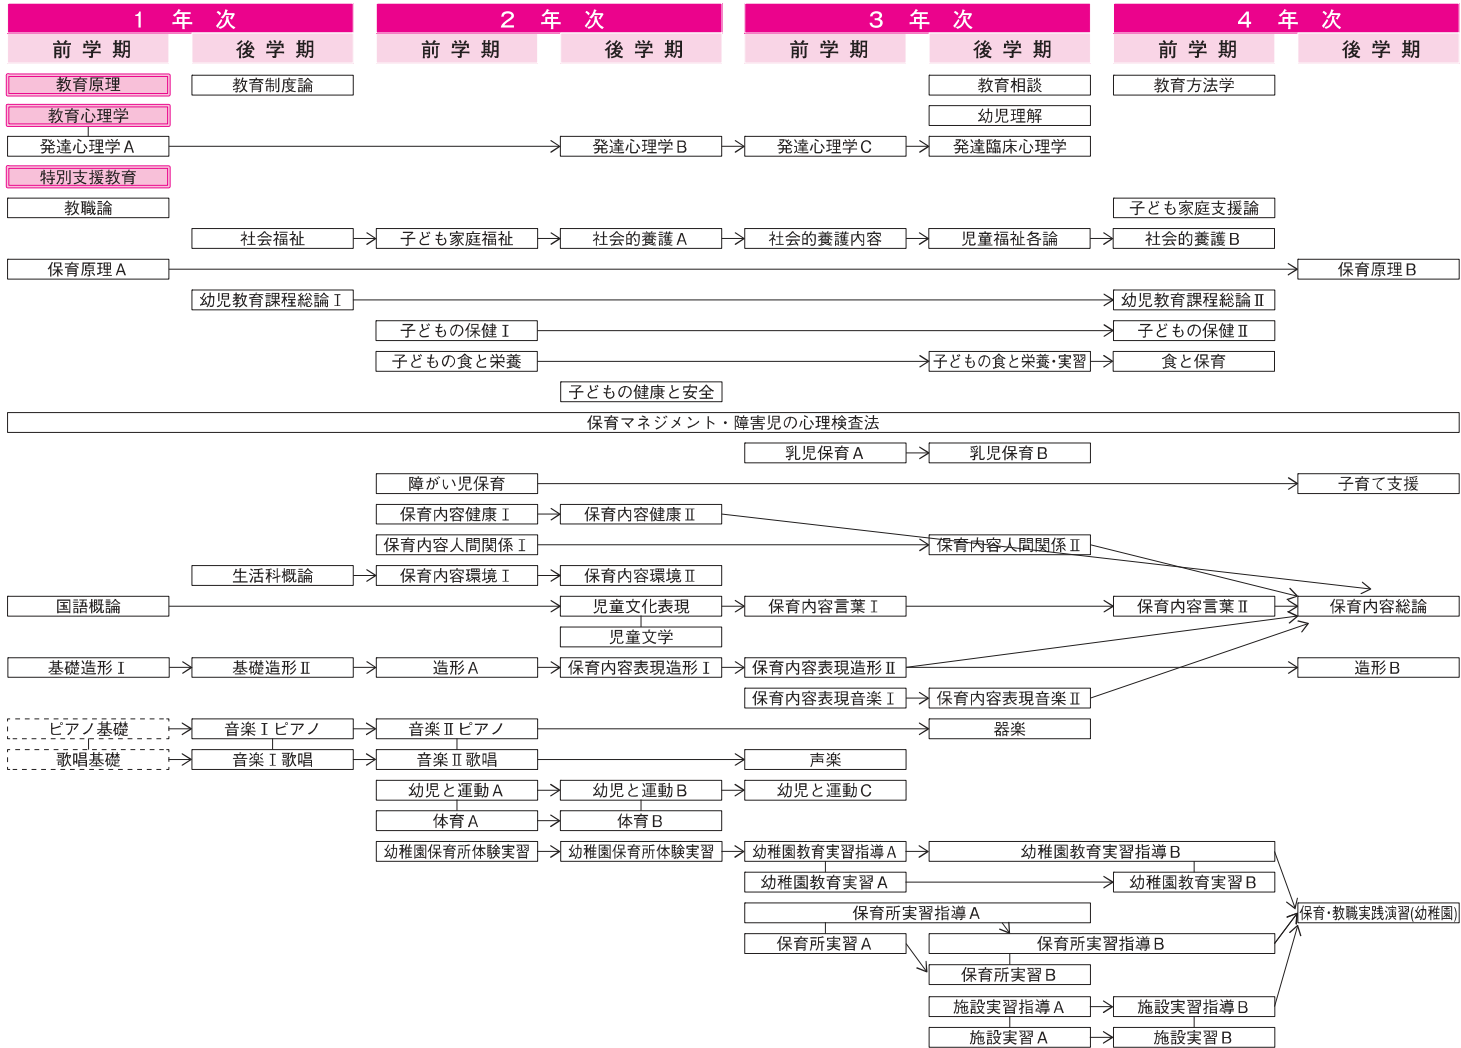 1 年 次 2 年 次 3 年 次 4 年 次
前 学 期 後 学 期 前 学 期 後 学 期 前 学 期 後 学 期 前 学 期 後 学 期
教育原理 教育制度論 教育相談 教育方法学
教育心理学 幼児理解
発達心理学A 発達心理学B 発達心理学C 発達臨床心理学
特別支援教育
教職論 子ども家庭支援論
社会福祉 子ども家庭福祉 社会的養護A 社会的養護内容 児童福祉各論 社会的養護B
保育原理A 保育原理B
幼児教育課程総論Ⅰ 幼児教育課程総論Ⅱ
子どもの保健Ⅰ 子どもの保健Ⅱ
子どもの食と栄養 子どもの食と栄養・実習 食と保育
子どもの健康と安全
保育マネジメント・障害児の心理検査法
乳児保育A 乳児保育B
障がい児保育 子育て支援
保育内容健康Ⅰ 保育内容健康Ⅱ
保育内容人間関係Ⅰ 保育内容人間関係Ⅱ
生活科概論 保育内容環境Ⅰ 保育内容環境Ⅱ
国語概論 児童文化表現 保育内容言葉Ⅰ 保育内容言葉Ⅱ 保育内容総論
児童文学
基礎造形Ⅰ 基礎造形Ⅱ 造形A 保育内容表現造形Ⅰ 保育内容表現造形Ⅱ 造形B
保育内容表現音楽Ⅰ 保育内容表現音楽Ⅱ
ピアノ基礎 音楽Ⅰピアノ 音楽Ⅱピアノ 器楽
歌唱基礎 音楽Ⅰ歌唱 音楽Ⅱ歌唱 声楽
幼児と運動A 幼児と運動B 幼児と運動C
体育A 体育B
幼稚園保育所体験実習 幼稚園保育所体験実習 幼稚園教育実習指導A 幼稚園教育実習指導B
幼稚園教育実習A 幼稚園教育実習B
保育所実習指導A 保育・教職実践演習(幼稚園)
保育所実習A 保育所実習指導B
保育所実習B
施設実習指導A 施設実習指導B
施設実習A 施設実習B